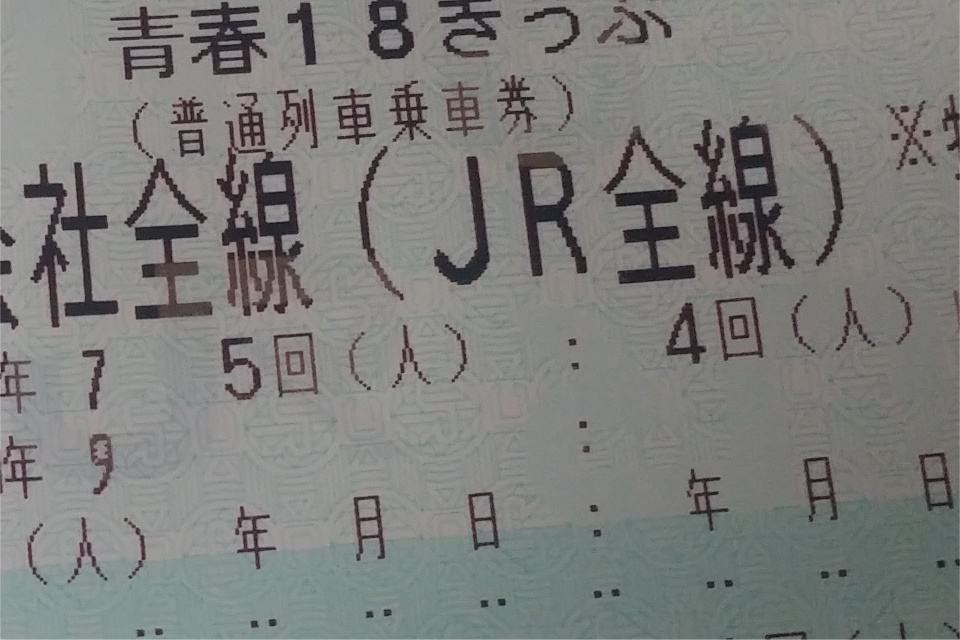 青春18きっぷ
(普通列車乗車券)
会社全線(JR全線) ※
年 7 5回(人) : 4回(人)
年 9 :
(人) 年 月 日 : 年 月 日